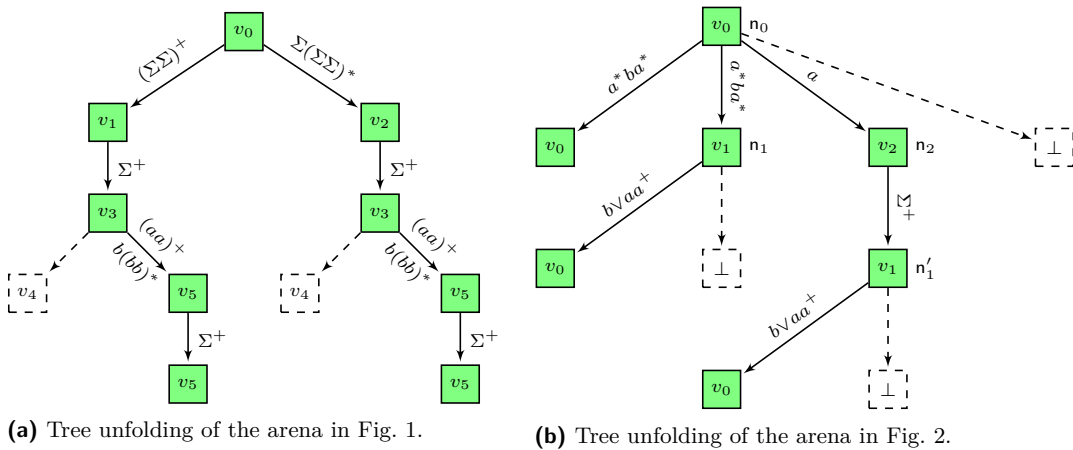 v₀
(ΣΣ)⁺
Σ(ΣΣ)*
v₁
v₂
Σ⁺
Σ⁺
v₃
v₃
(aa)⁺
b(bb)*
(aa)⁺
b(bb)*
v₄
v₅
v₄
v₅
Σ⁺
Σ⁺
v₅
v₅
(a) Tree unfolding of the arena in Fig. 1.
v₀ n₀
a*ba*
a*ba*
a
v₀
v₁ n₁
v₂ n₂
⊥
b∨aa⁺
Σ⁺
v₀
⊥
v₁ n′₁
b∨aa⁺
v₀
⊥
(b) Tree unfolding of the arena in Fig. 2.